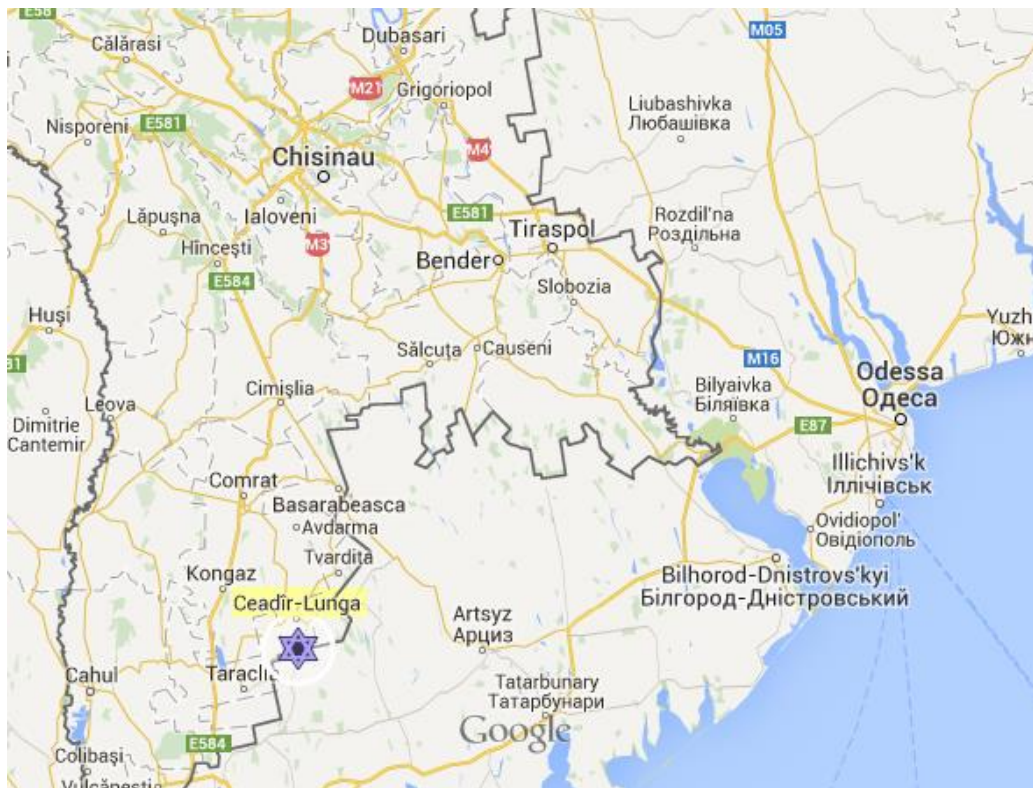 E58
Dubasari
M05
Călărasi
M21
Grigoriopol
Liubashivka
Любашівка
Nisporeni
E581
M4
Chisinau
Ialoveni
Lăpușna
E581
Rozdil'na
Роздільна
Tiraspol
M3
Hîncești
Bender
E584
Slobozia
Huși
Yuzh
Южн
Sălcuța
Causeni
M16
31
Odessa
Одеса
Cimișlia
Bilyaivka
Біляївка
Leova
Dimitrie
Cantemir
E87
Illichivs'k
Іллічівськ
Comrat
Basarabeasca
Avdarma
Ovidiopol'
Овідіополь
Tvardița
Kongaz
Bilhorod-Dnistrovs'kyi
Білгород-Дністровський
Ceadîr-Lunga
Artsyz
Арциз
Taraclia
Cahul
Tatarbunary
Татарбунари
Google
E584
Colibași
Vulcănești